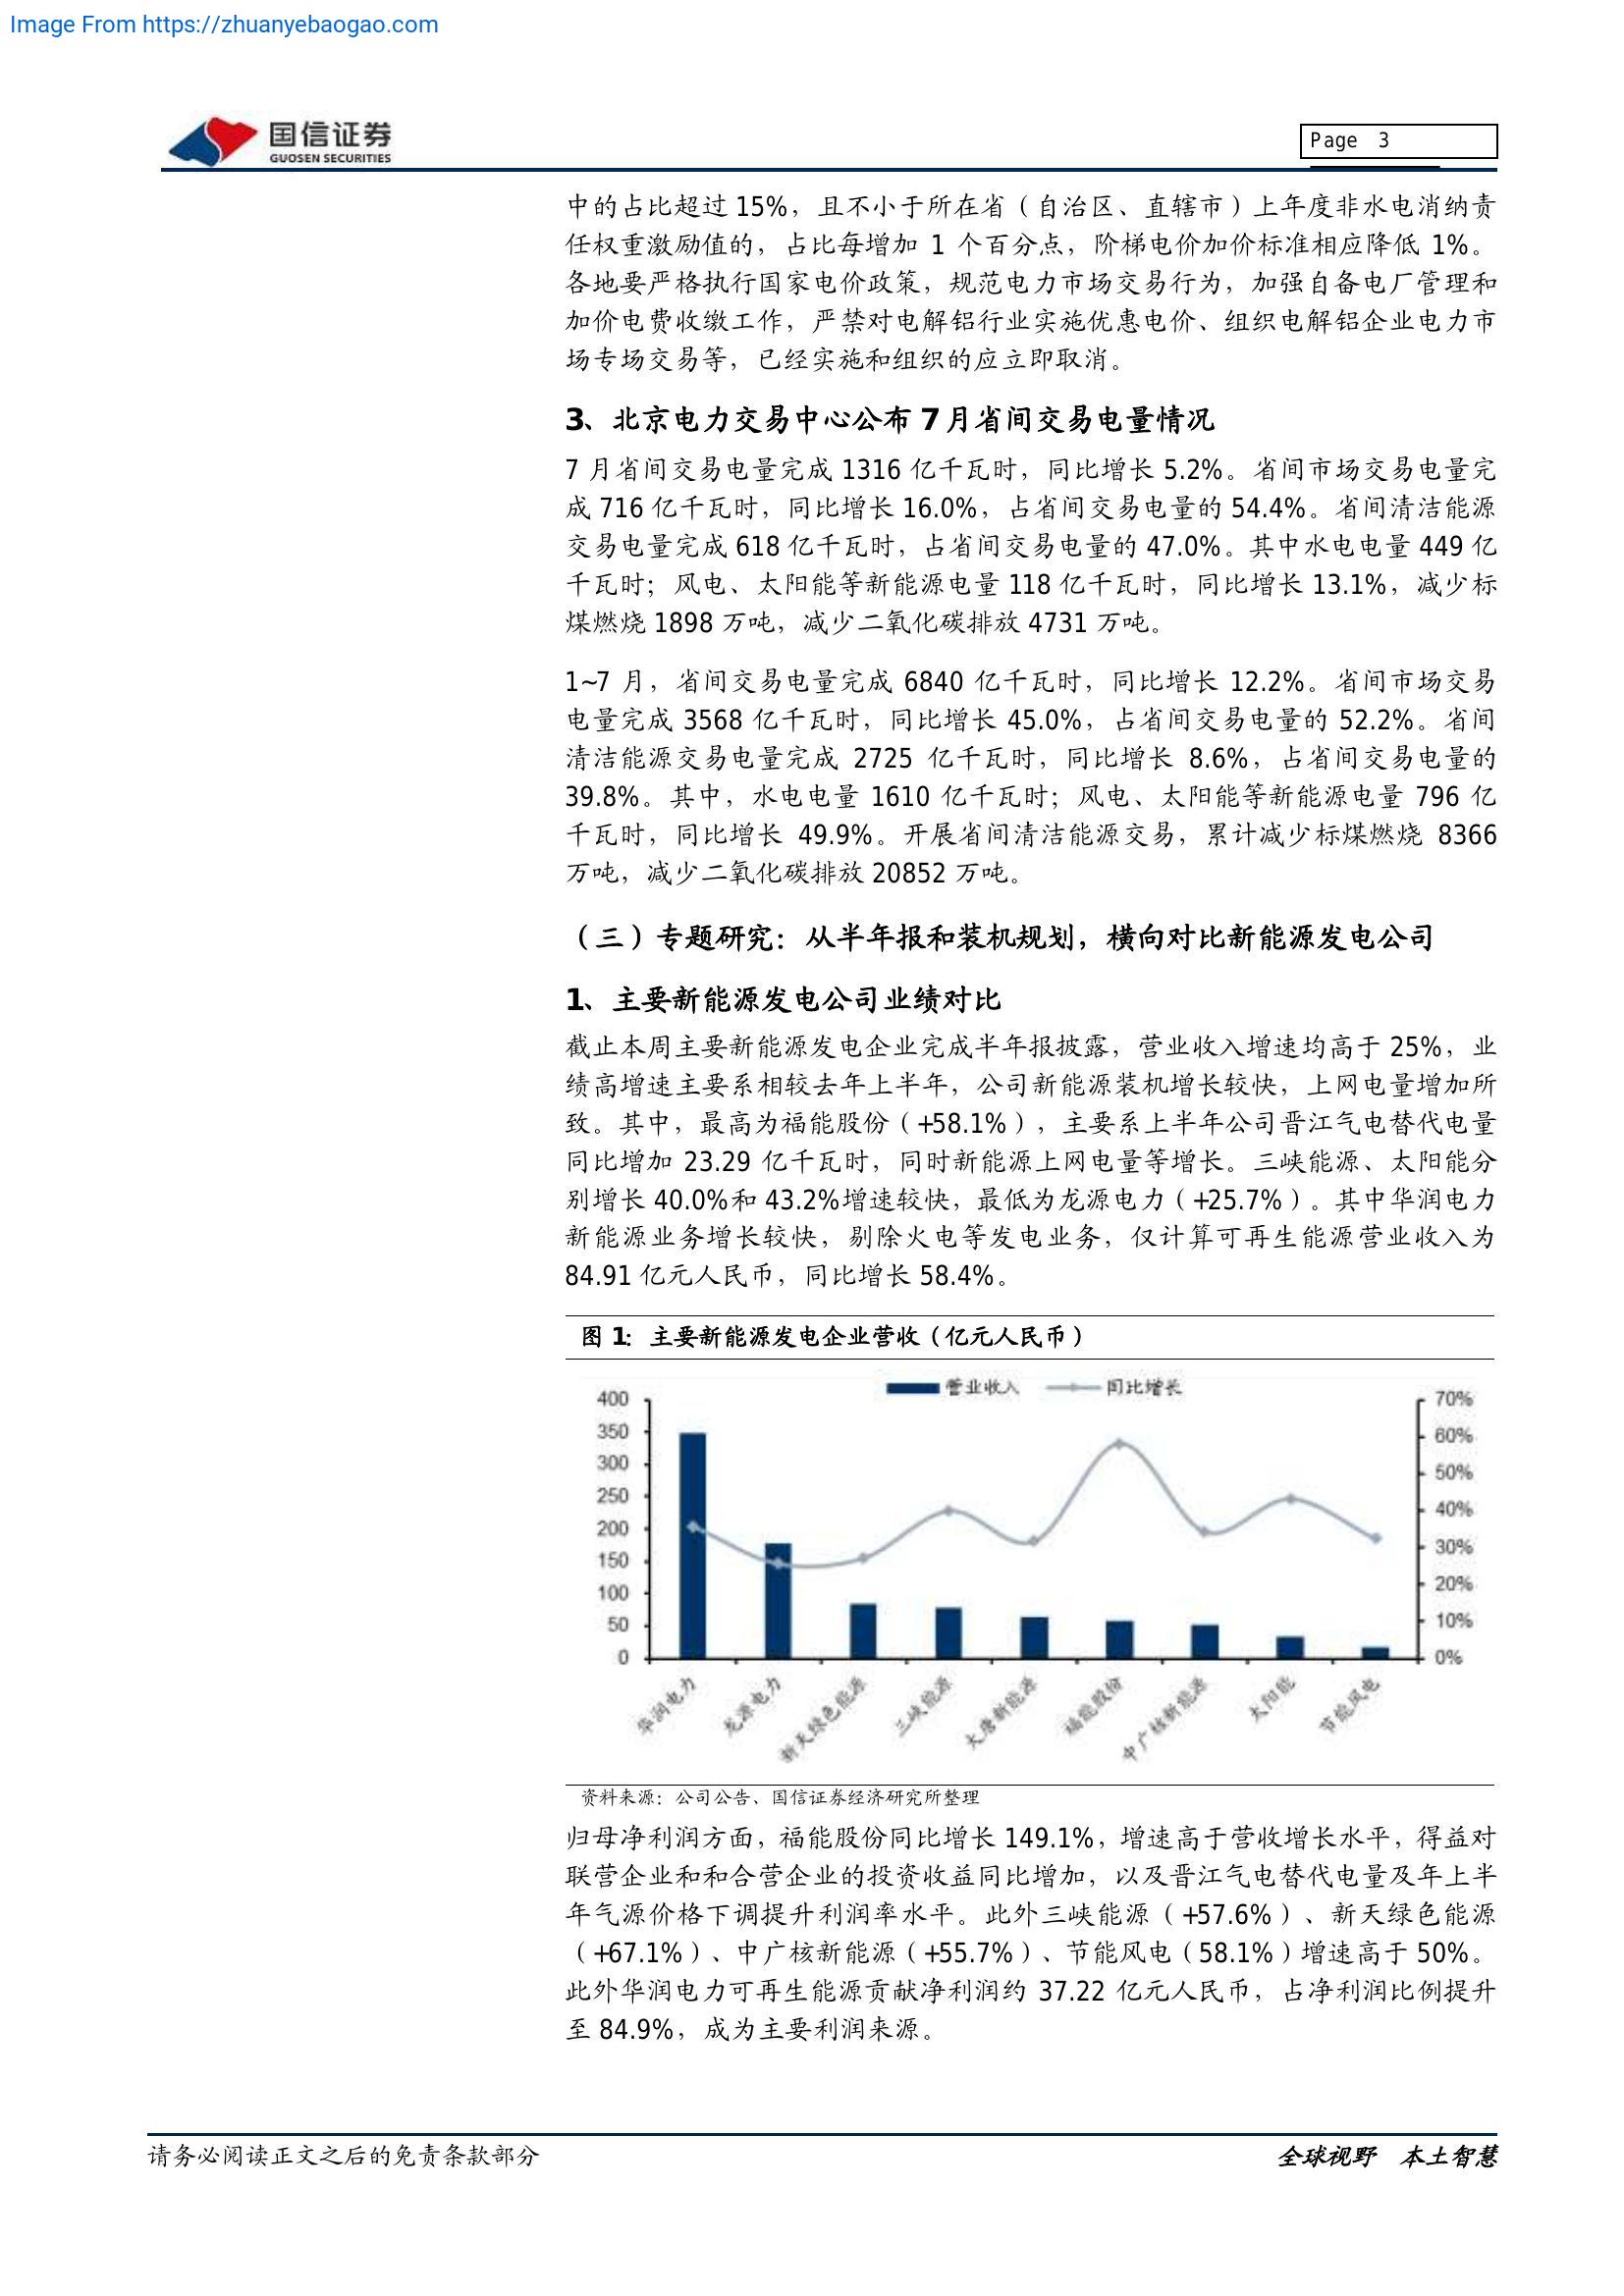 Image From https://zhuanyebaogao.com
国信证券
GUOSEN SECURITIES
Page 3
中的占比超过 15%，且不小于所在省（自治区、直辖市）上年度非水电消纳责
任权重激励值的，占比每增加 1 个百分点，阶梯电价加价标准相应降低 1%。
各地要严格执行国家电价政策，规范电力市场交易行为，加强自备电厂管理和
加价电费收缴工作，严禁对电解铝行业实施优惠电价、组织电解铝企业电力市
场专场交易等，已经实施和组织的应立即取消。
3、北京电力交易中心公布 7 月省间交易电量情况
7 月省间交易电量完成 1316 亿千瓦时，同比增长 5.2%。省间市场交易电量完
成 716 亿千瓦时，同比增长 16.0%，占省间交易电量的 54.4%。省间清洁能源
交易电量完成 618 亿千瓦时，占省间交易电量的 47.0%。其中水电电量 449 亿
千瓦时；风电、太阳能等新能源电量 118 亿千瓦时，同比增长 13.1%，减少标
煤燃烧 1898 万吨，减少二氧化碳排放 4731 万吨。
1~7 月，省间交易电量完成 6840 亿千瓦时，同比增长 12.2%。省间市场交易
电量完成 3568 亿千瓦时，同比增长 45.0%，占省间交易电量的 52.2%。省间
清洁能源交易电量完成 2725 亿千瓦时，同比增长 8.6%，占省间交易电量的
39.8%。其中，水电电量 1610 亿千瓦时；风电、太阳能等新能源电量 796 亿
千瓦时，同比增长 49.9%。开展省间清洁能源交易，累计减少标煤燃烧 8366
万吨，减少二氧化碳排放 20852 万吨。
（三）专题研究：从半年报和装机规划，横向对比新能源发电公司
1、主要新能源发电公司业绩对比
截止本周主要新能源发电企业完成半年报披露，营业收入增速均高于 25%，业
绩高增速主要系相较去年上半年，公司新能源装机增长较快，上网电量增加所
致。其中，最高为福能股份（+58.1%），主要系上半年公司晋江气电替代电量
同比增加 23.29 亿千瓦时，同时新能源上网电量等增长。三峡能源、太阳能分
别增长 40.0%和 43.2%增速较快，最低为龙源电力（+25.7%）。其中华润电力
新能源业务增长较快，剔除火电等发电业务，仅计算可再生能源营业收入为
84.91 亿元人民币，同比增长 58.4%。
图 1：主要新能源发电企业营收（亿元人民币）
营业收入 同比增长
400 70%
350 60%
300 50%
250 40%
200 30%
150 20%
100 10%
50 0%
0
华润电力 龙源电力 新天绿色能源 三峡能源 大唐新能源 福能股份 中广核新能源 太阳能 节能风电
资料来源：公司公告、国信证券经济研究所整理
归母净利润方面，福能股份同比增长 149.1%，增速高于营收增长水平，得益对
联营企业和和合营企业的投资收益同比增加，以及晋江气电替代电量及年上半
年气源价格下调提升利润率水平。此外三峡能源（+57.6%）、新天绿色能源
（+67.1%）、中广核新能源（+55.7%）、节能风电（58.1%）增速高于 50%。
此外华润电力可再生能源贡献净利润约 37.22 亿元人民币，占净利润比例提升
至 84.9%，成为主要利润来源。
请务必阅读正文之后的免责条款部分
全球视野 本土智慧